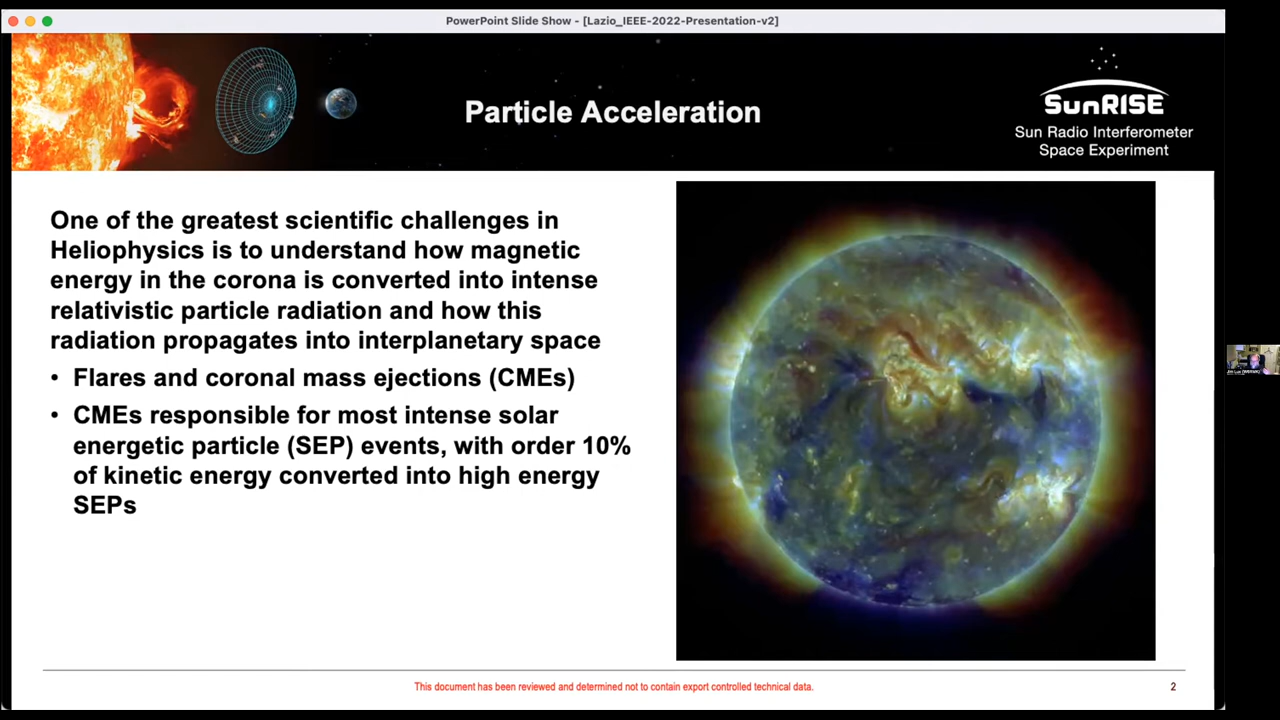 PowerPoint Slide Show - [Lazio_IEEE-2022-Presentation-v2]
Particle Acceleration
SunRISE
Sun Radio Interferometer
Space Experiment
One of the greatest scientific challenges in
Heliophysics is to understand how magnetic
energy in the corona is converted into intense
relativistic particle radiation and how this
radiation propagates into interplanetary space
• Flares and coronal mass ejections (CMEs)
• CMEs responsible for most intense solar
energetic particle (SEP) events, with order 10%
of kinetic energy converted into high energy
SEPs
This document has been reviewed and determined not to contain export controlled technical data.
2